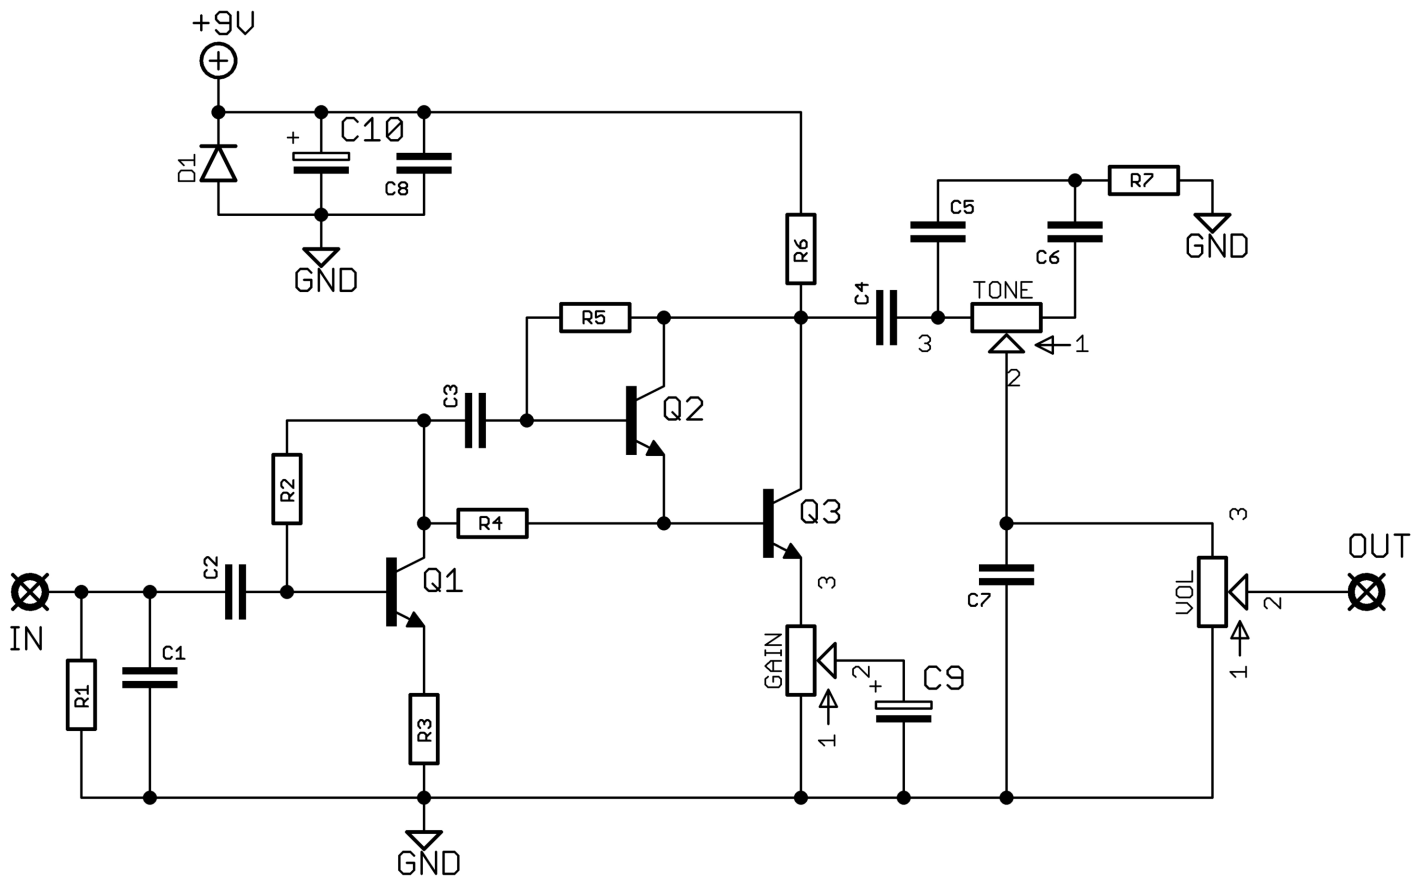 +9V
D1
+
C10
C8
GND
R6
C5
R7
C6
GND
C4
TONE
3
1
2
R5
C3
Q2
R2
R4
Q3
C2
Q1
3
IN
C1
R1
R3
GAIN
2
+
C9
1
C7
3
VOL
2
1
OUT
GND